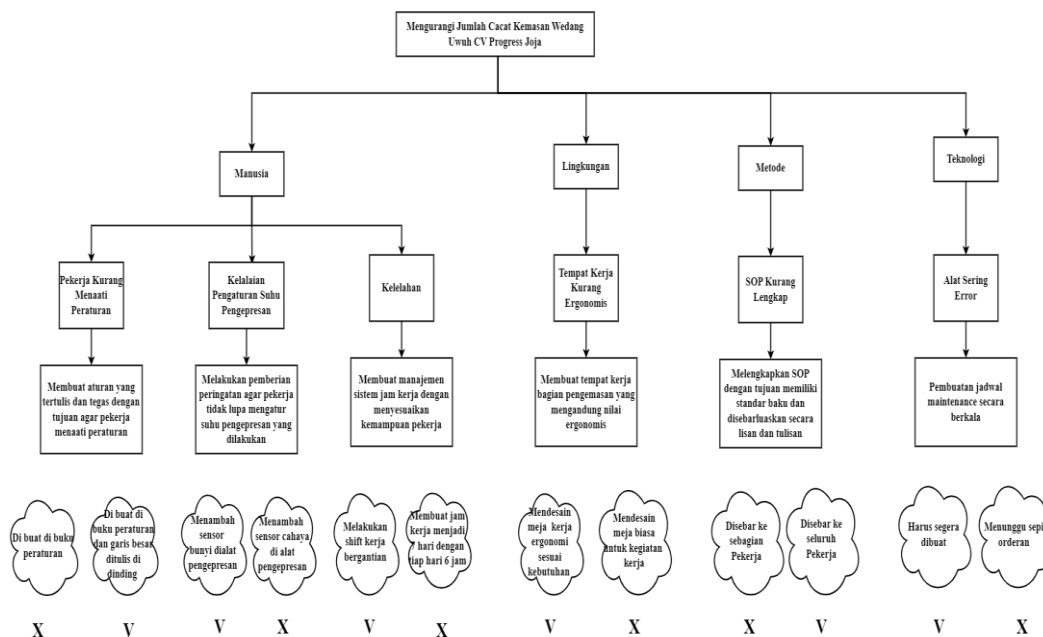 Mengurangi Jumlah Cacat Kemasan Wedang
Uwuh CV Progress Joja
Manusia
Lingkungan
Metode
Teknologi
Pekerja Kurang
Menaati
Peraturan
Kelalaian
Pengaturan Suhu
Pengepresan
Kelelahan
Tempat Kerja
Kurang
Ergonomis
SOP Kurang
Lengkap
Alat Sering
Error
Membuat aturan yang
tertulis dan tegas dengan
tujuan agar pekerja
menaati peraturan
Melakukan pemberian
peringatan agar pekerja
tidak lupa mengatur
suhu pengepresan yang
dilakukan
Membuat manajemen
sistem jam kerja dengan
menyesuaikan
kemampuan pekerja
Membuat tempat kerja
bagian pengemasan yang
mengandung nilai
ergonomis
Melengkapkan SOP
dengan tujuan memiliki
standar baku dan
disebarluaskan secara
lisan dan tulisan
Pembuatan jadwal
maintenance secara
berkala
Di buat di buku
peraturan
Di buat di
buku peraturan
dan garis besar
ditulis di
dinding
Menambah
sensor
bunyi dialat
pengepresan
Menambah
sensor cahaya
di alat
pengepresan
Melakukan
shift kerja
bergantian
Membuat jam
kerja menjadi
7 hari dengan
tiap hari 6 jam
Mendesain
meja kerja
ergonomi
sesuai
kebutuhan
Mendesain
meja biasa
untuk kegiatan
kerja
Disebar ke
sebagian
Pekerja
Disebar ke
seluruh
Pekerja
Harus segera
dibuat
Menunggu sepi
orderan
X V V X V X V X X V V X